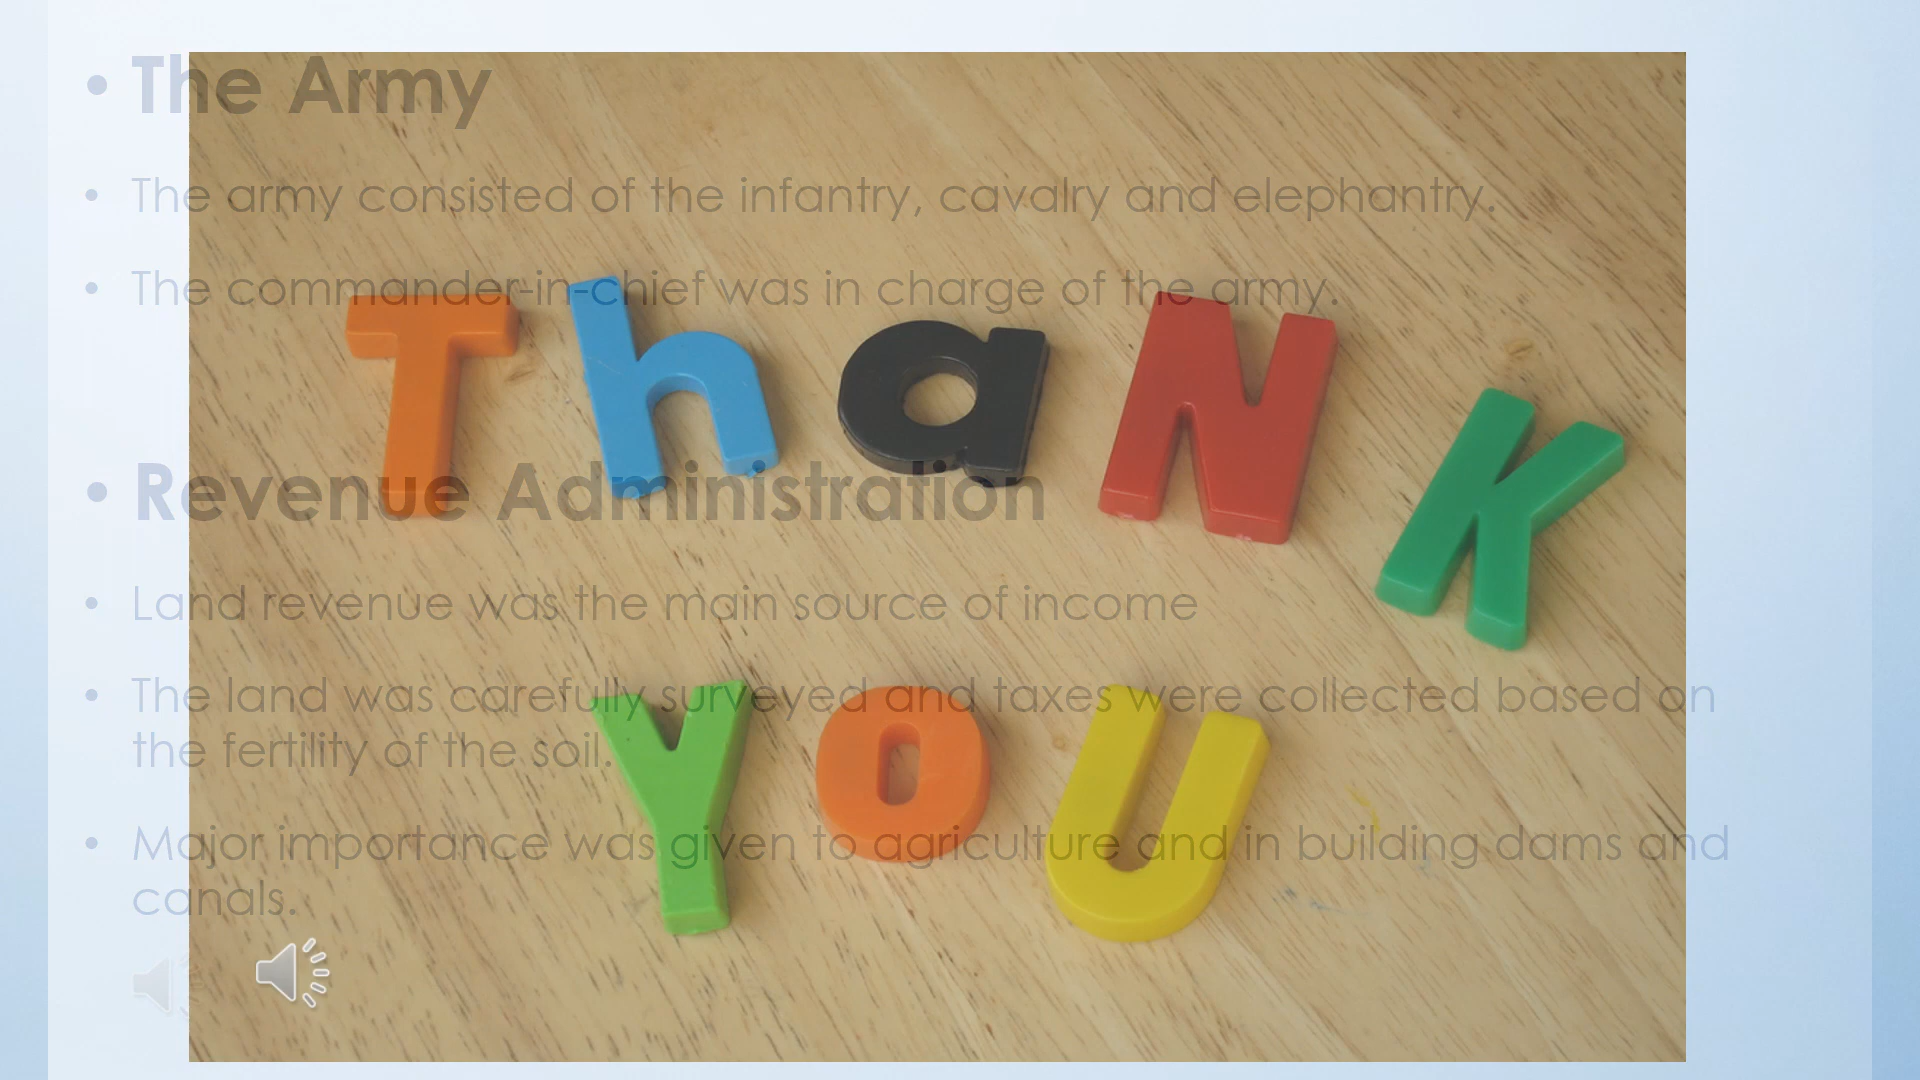 • The Army
• The army consisted of the infantry, cavalry and elephantry.
• The commander-in-chief was in charge of the army.
ThaNK
• Revenue Administration
• Land revenue was the main source of income
• The land was carefully surveyed and taxes were collected based on
the fertility of the soil.
YOU
• Major importance was given to agriculture and in building dams and
canals.